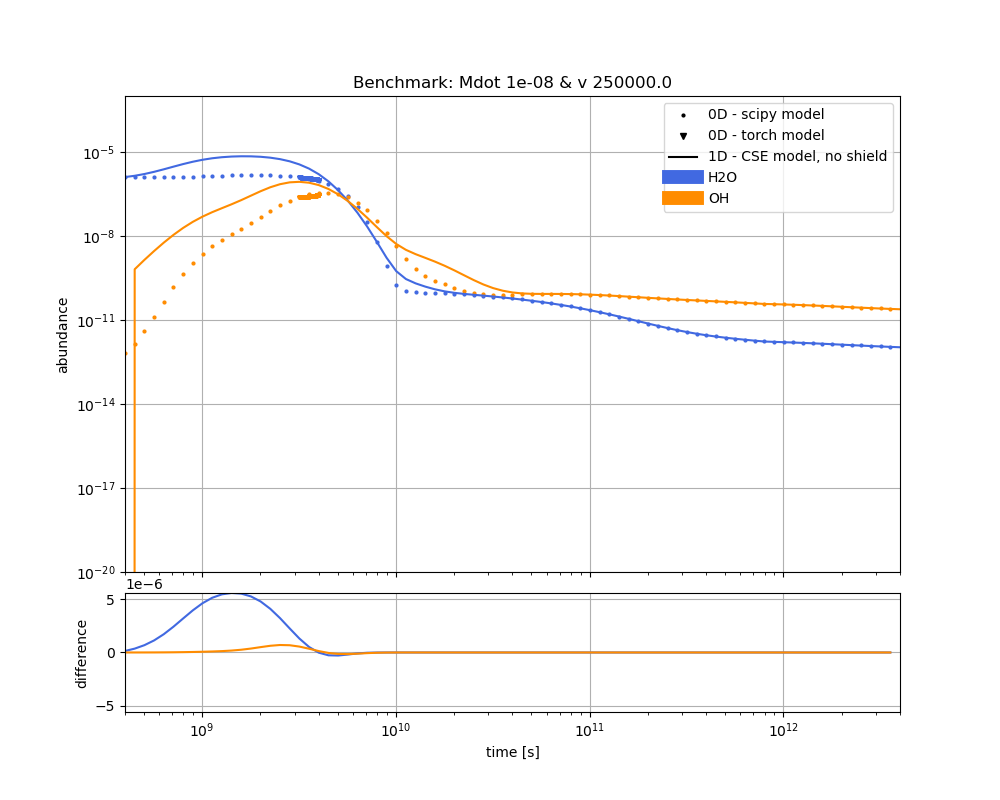 Benchmark: Mdot 1e-08 & v 250000.0
0D - scipy model
0D - torch model
1D - CSE model, no shield
H2O
OH
abundance
10⁻⁵
10⁻⁸
10⁻¹¹
10⁻¹⁴
10⁻¹⁷
10⁻²⁰
1e−6
difference
5
0
−5
10⁹ 10¹⁰ 10¹¹ 10¹²
time [s]